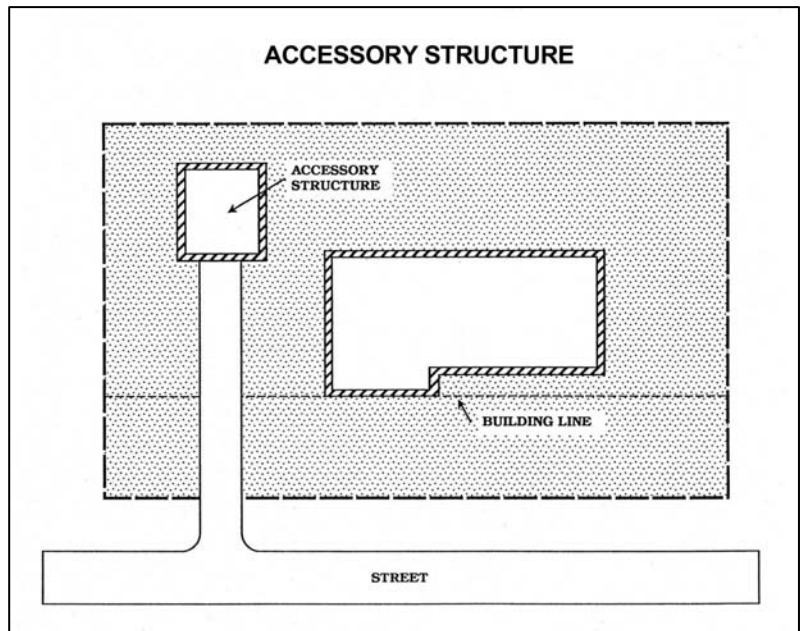 ACCESSORY STRUCTURE
ACCESSORY
STRUCTURE
BUILDING LINE
STREET